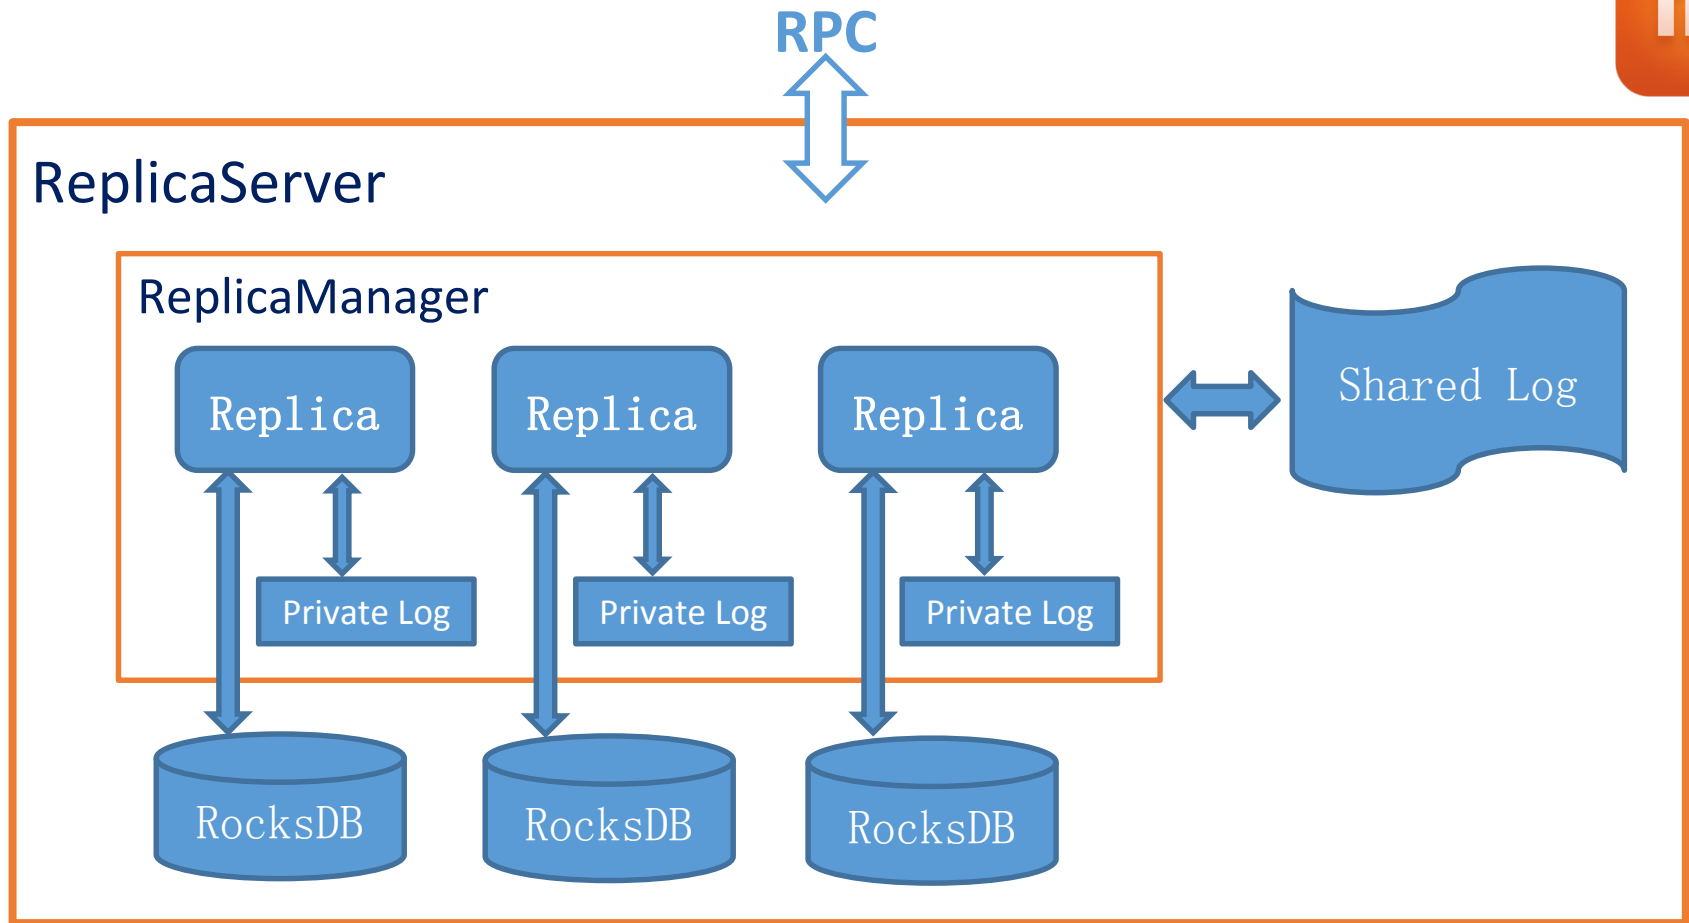 RPC
ReplicaServer
ReplicaManager
Replica
Replica
Replica
Shared Log
Private Log
Private Log
Private Log
RocksDB
RocksDB
RocksDB